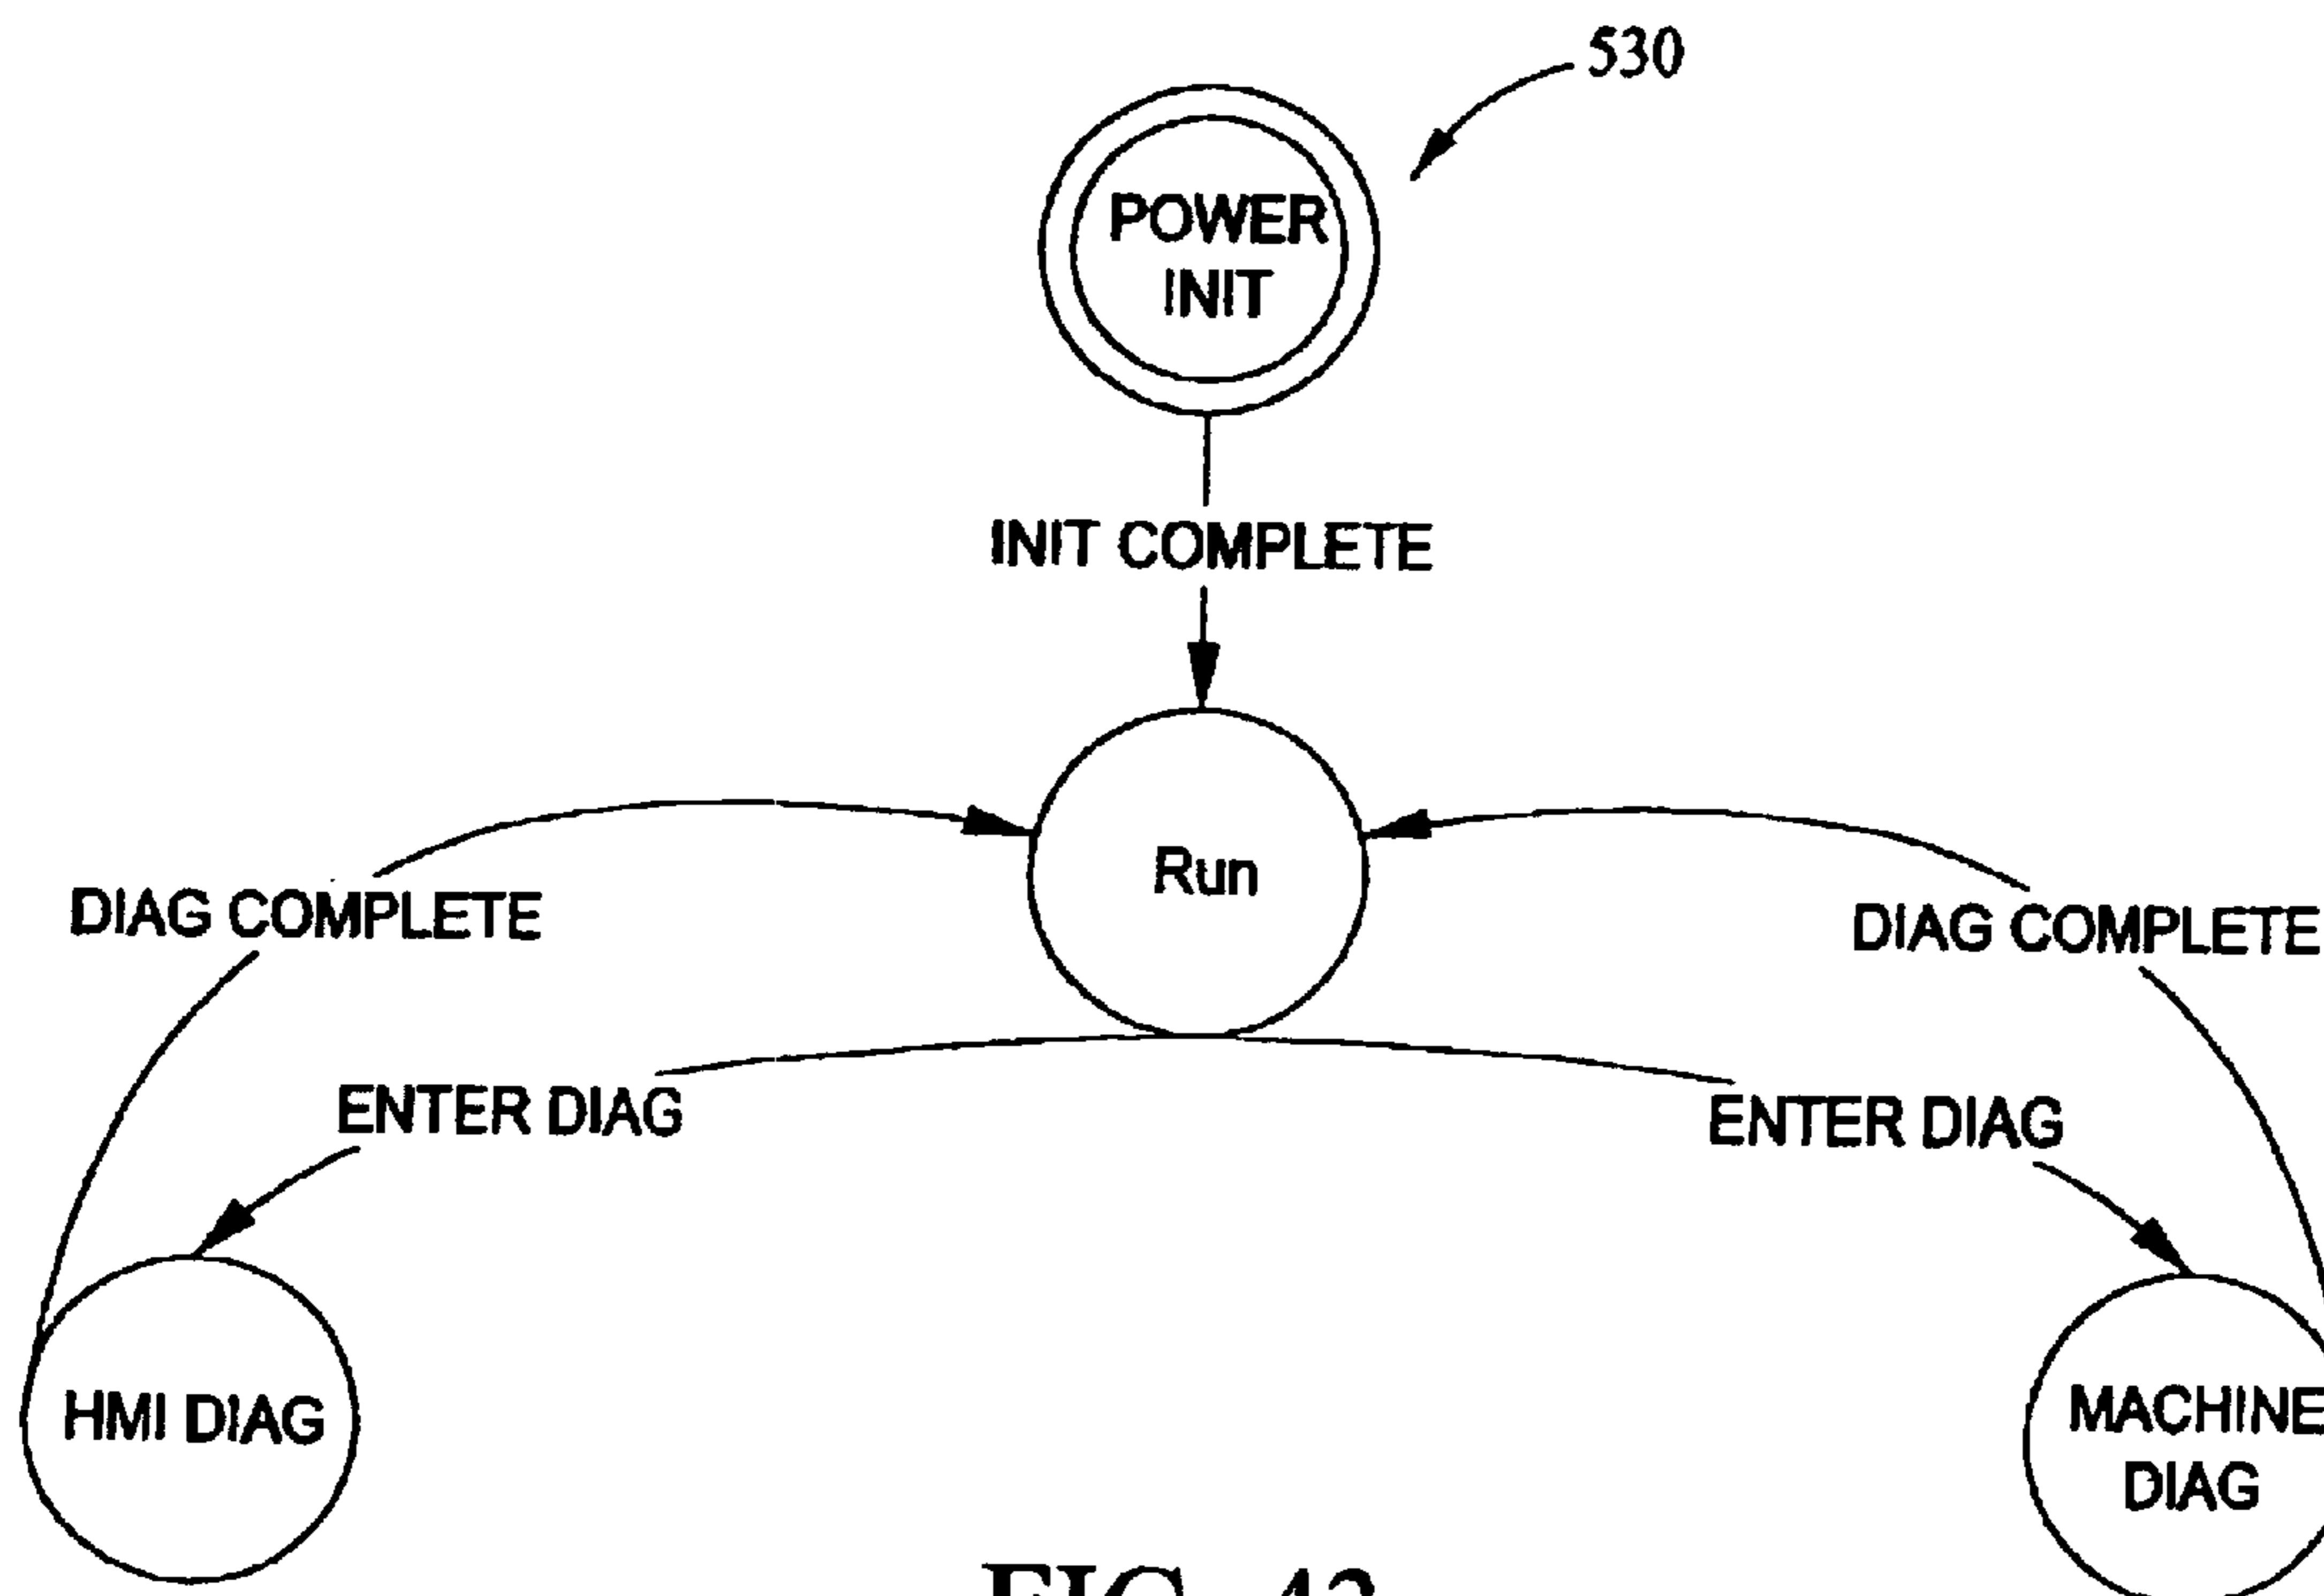 530
POWER
INIT
INIT COMPLETE
Run
DIAG COMPLETE
DIAG COMPLETE
ENTER DIAG
ENTER DIAG
HMI DIAG
MACHINE
DIAG